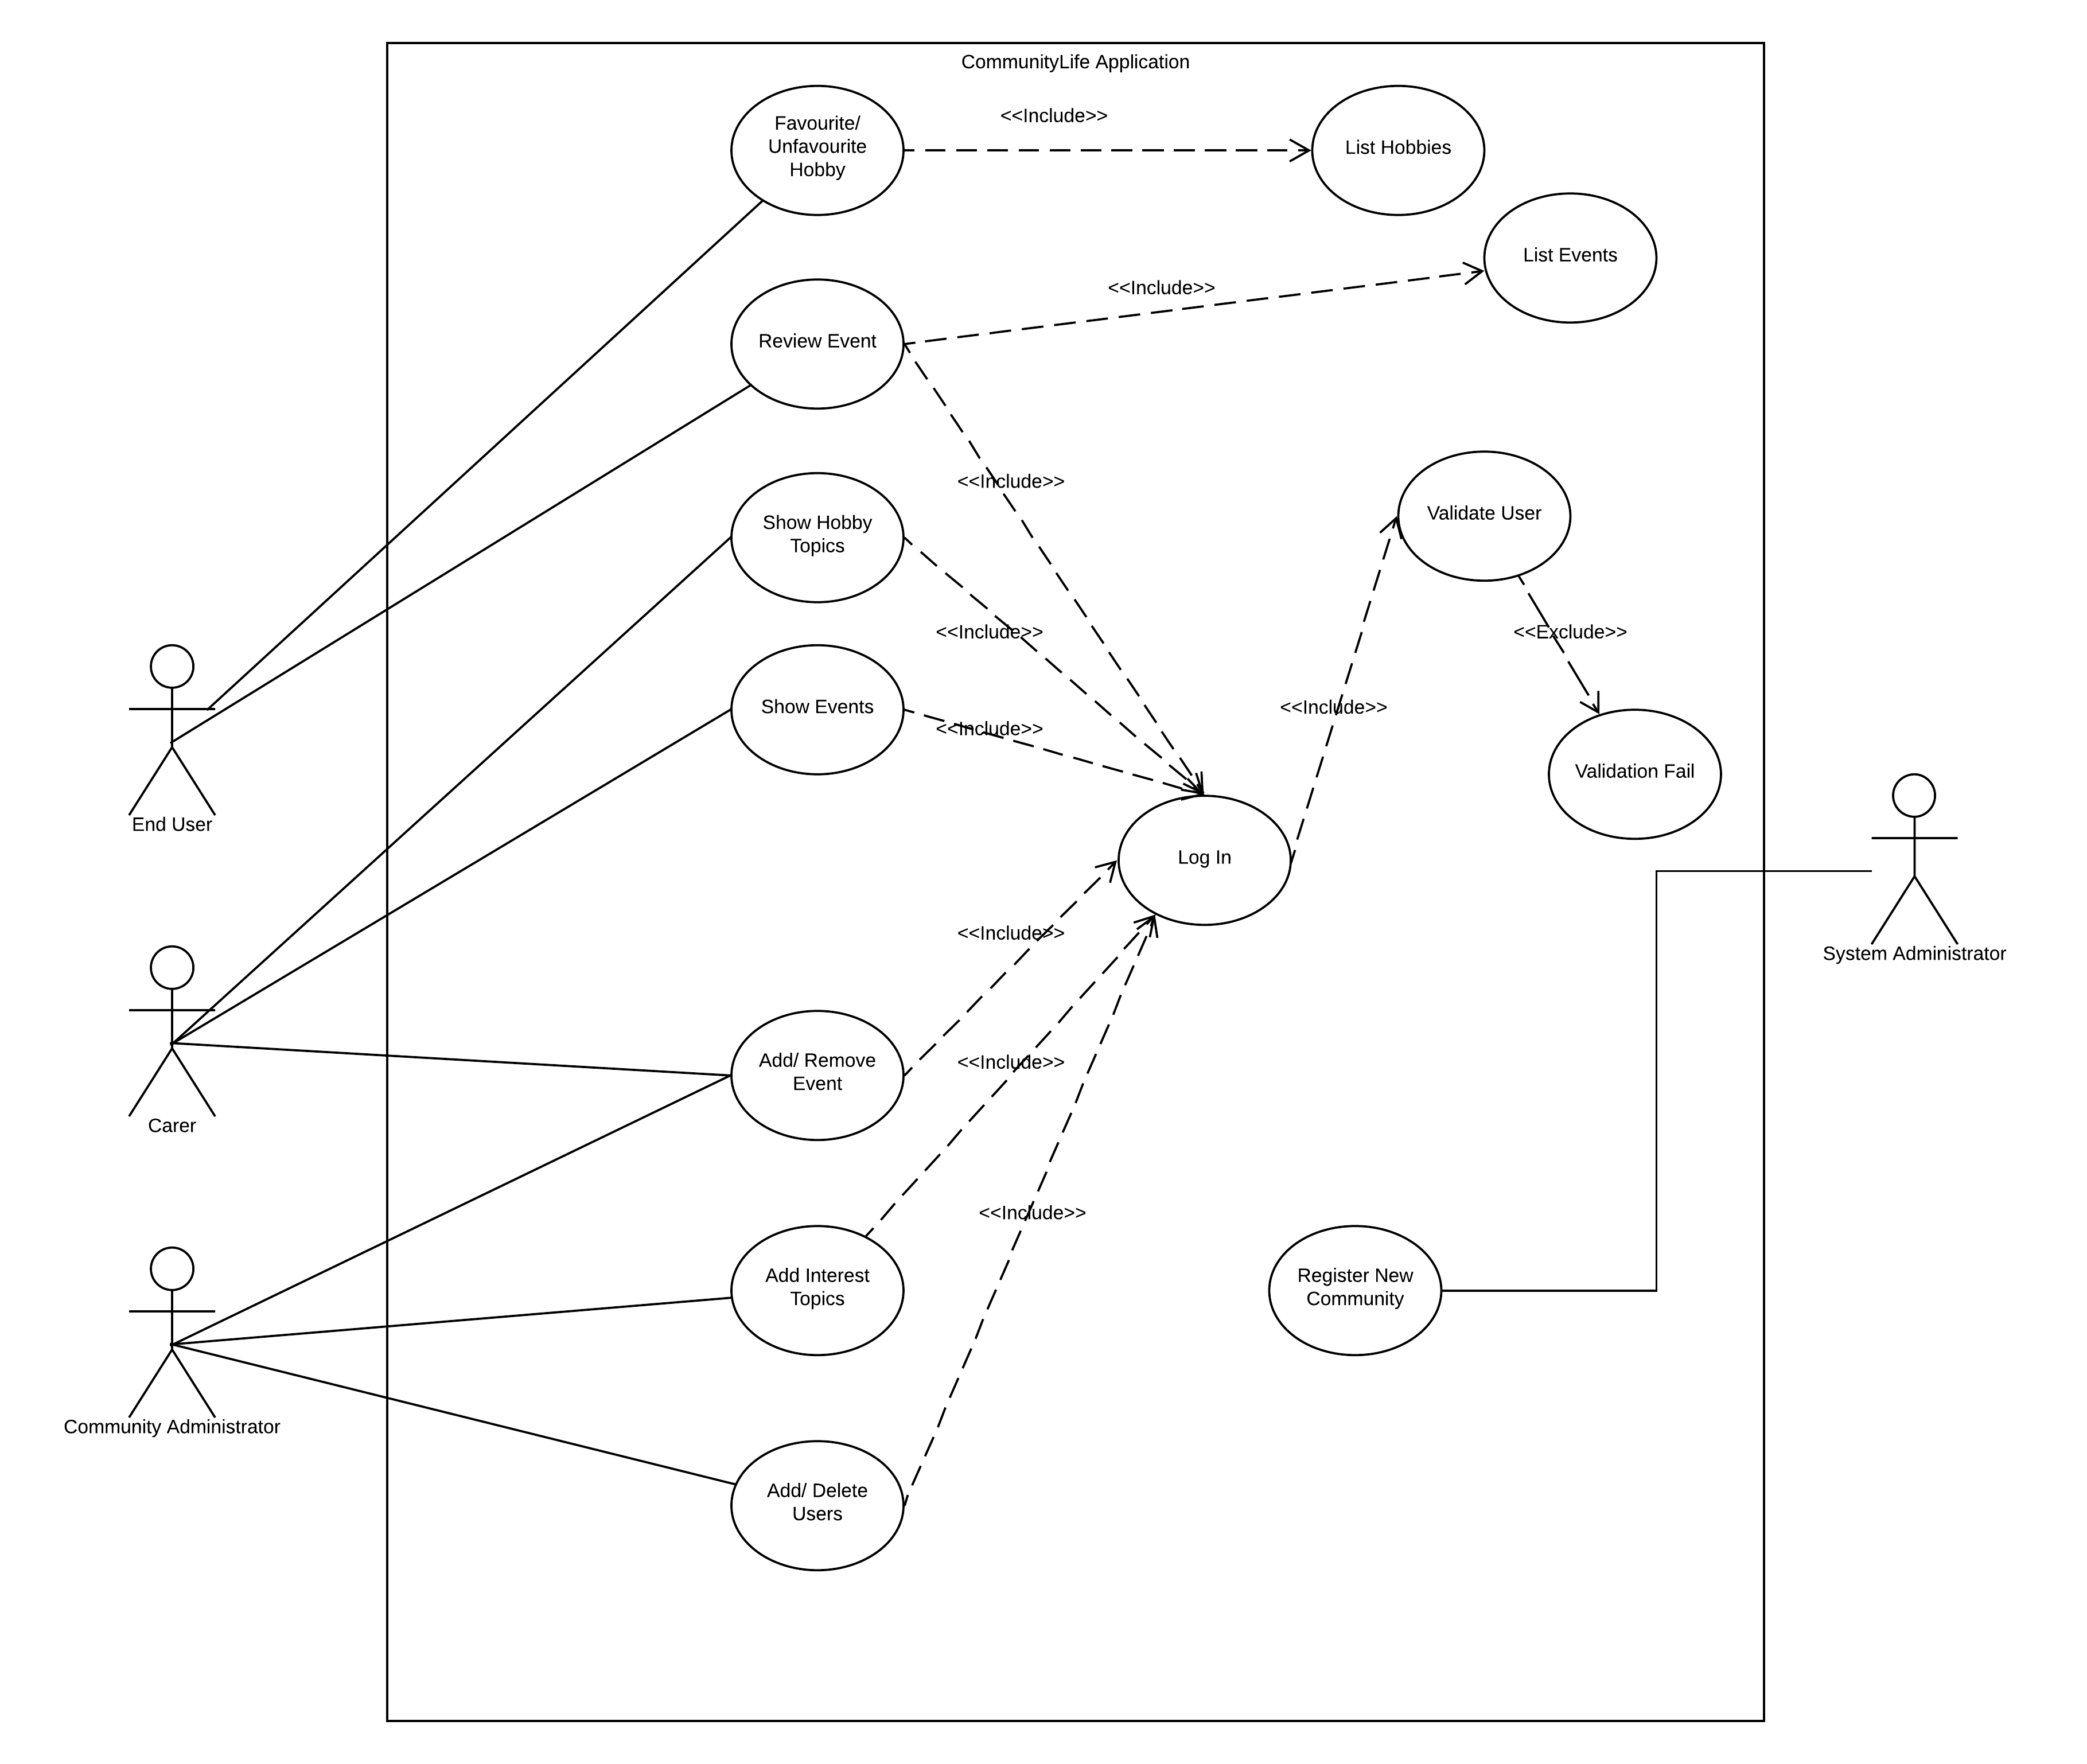 CommunityLife Application
<<Include>>
Favourite/
Unfavourite
Hobby
List Hobbies
List Events
<<Include>>
Review Event
<<Include>>
Show Hobby
Topics
Validate User
<<Include>>
<<Exclude>>
Show Events
<<Include>>
<<Include>>
Validation Fail
End User
Log In
<<Include>>
System Administrator
Add/ Remove
Event
<<Include>>
Carer
<<Include>>
Add Interest
Topics
Register New
Community
Community Administrator
Add/ Delete
Users